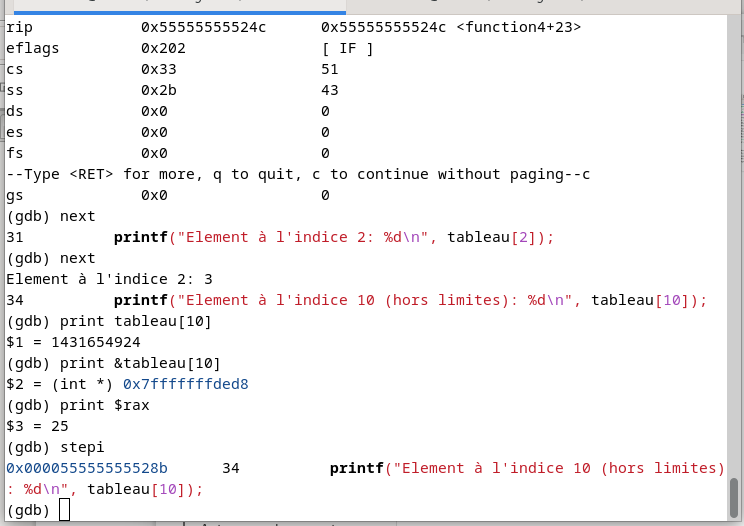 rip 0x55555555524c 0x55555555524c <function4+23>
eflags 0x202 [ IF ]
cs 0x33 51
ss 0x2b 43
ds 0x0 0
es 0x0 0
fs 0x0 0
--Type <RET> for more, q to quit, c to continue without paging--c
gs 0x0 0
(gdb) next
31 printf("Element à l'indice 2: %d\n", tableau[2]);
(gdb) next
Element à l'indice 2: 3
34 printf("Element à l'indice 10 (hors limites): %d\n", tableau[10]);
(gdb) print tableau[10]
$1 = 1431654924
(gdb) print &tableau[10]
$2 = (int *) 0x7fffffffded8
(gdb) print $rax
$3 = 25
(gdb) stepi
0x000055555555528b 34 printf("Element à l'indice 10 (hors limites)
: %d\n", tableau[10]);
(gdb)